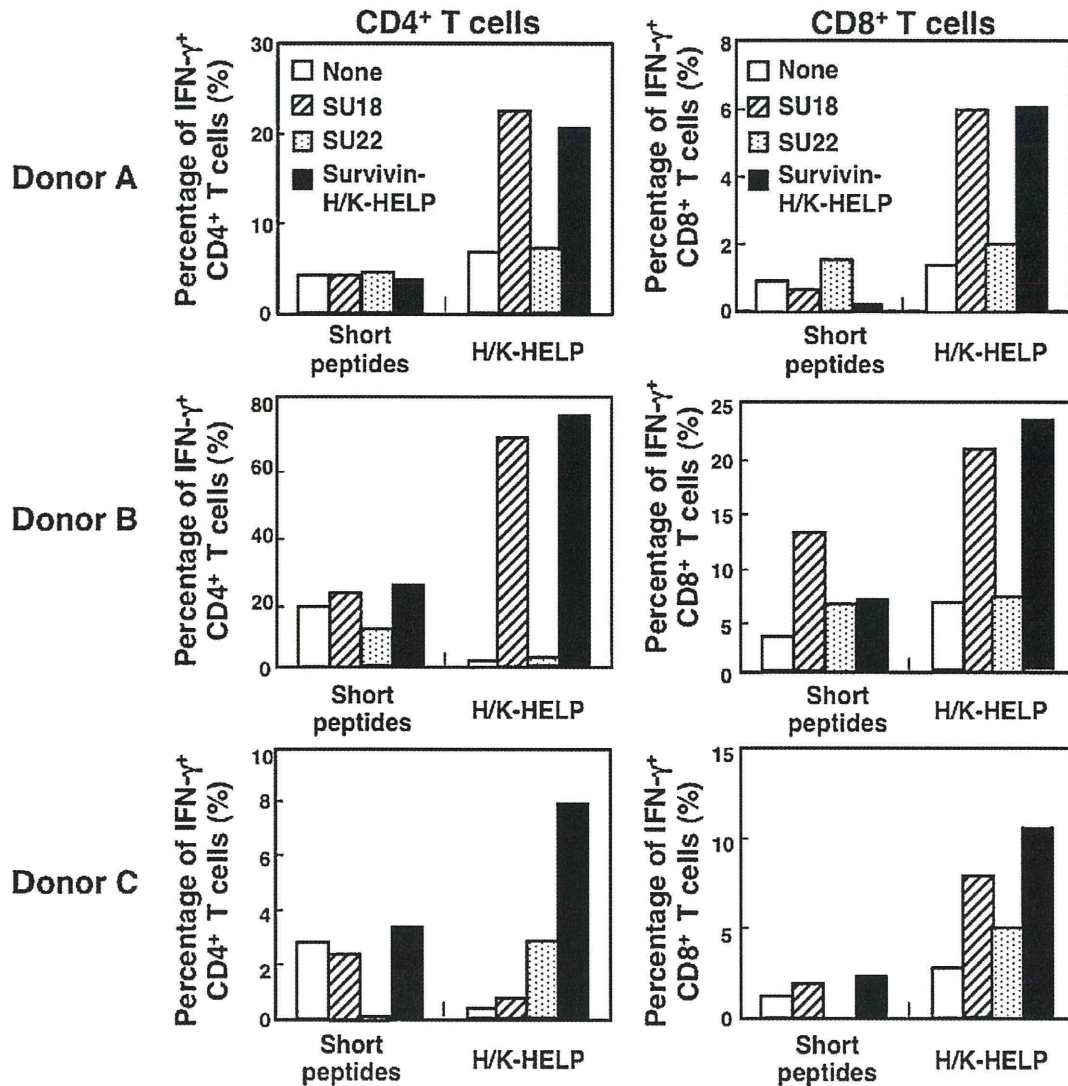 CD4⁺ T cells
CD8⁺ T cells
Donor A
Percentage of IFN-γ⁺
CD4⁺ T cells (%)
30
20
10
0
None
SU18
SU22
Survivin-
H/K-HELP
Short
peptides
H/K-HELP
Percentage of IFN-γ⁺
CD8⁺ T cells (%)
8
6
4
2
0
None
SU18
SU22
Survivin-
H/K-HELP
Short
peptides
H/K-HELP
Donor B
Percentage of IFN-γ⁺
CD4⁺ T cells (%)
80
60
40
20
0
Short
peptides
H/K-HELP
Percentage of IFN-γ⁺
CD8⁺ T cells (%)
25
20
15
10
5
0
Short
peptides
H/K-HELP
Donor C
Percentage of IFN-γ⁺
CD4⁺ T cells (%)
10
8
6
4
2
0
Short
peptides
H/K-HELP
Percentage of IFN-γ⁺
CD8⁺ T cells (%)
15
10
5
0
Short
peptides
H/K-HELP